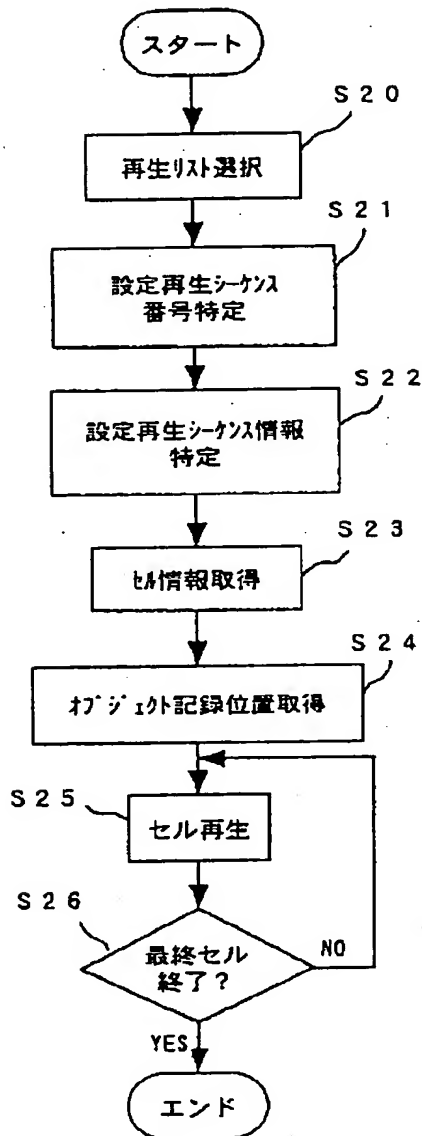 スタート
S20
再生リスト選択
S21
設定再生シーケンス
番号特定
S22
設定再生シーケンス情報
特定
S23
セル情報取得
S24
オブジェクト記録位置取得
S25
セル再生
S26
最終セル
終了?
NO
YES
エンド